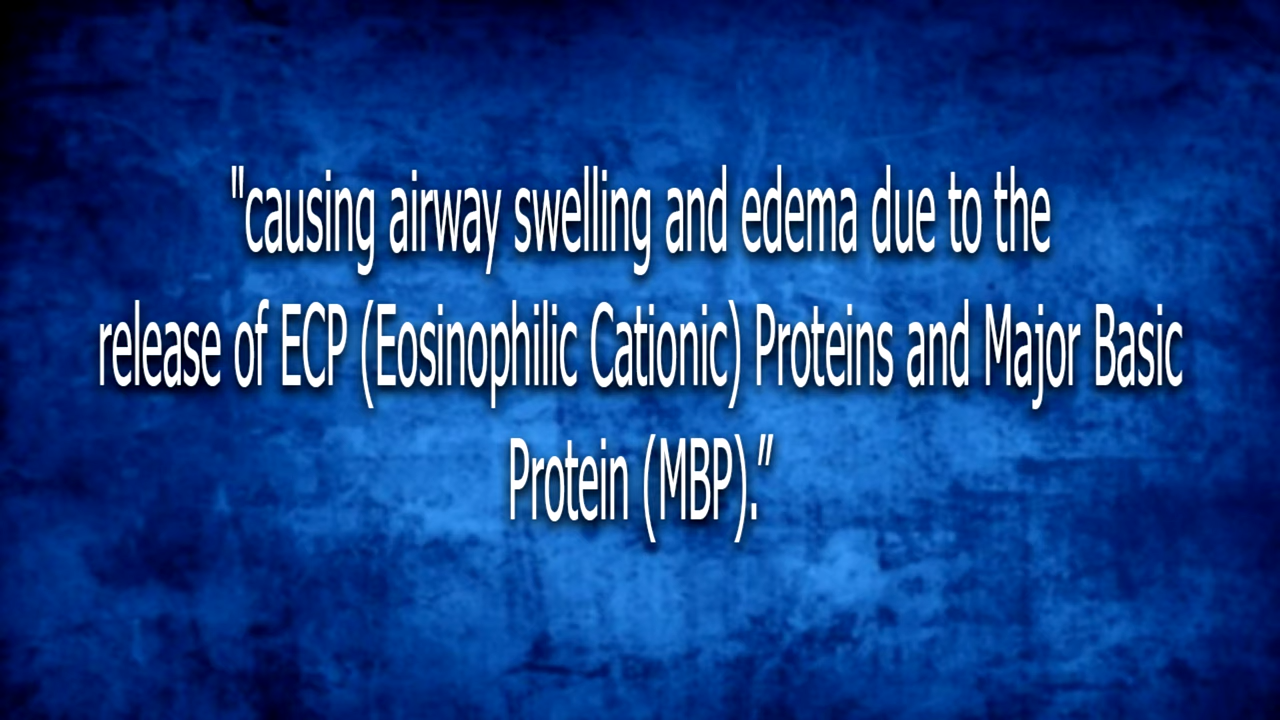 "causing airway swelling and edema due to the
release of ECP (Eosinophilic Cationic) Proteins and Major Basic
Protein (MBP).”